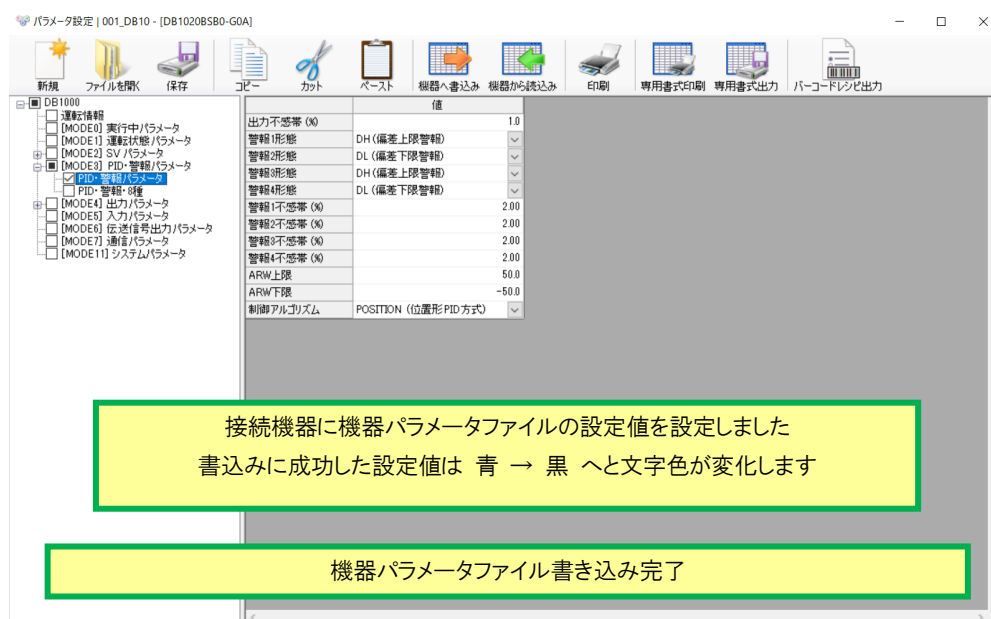 パラメータ設定 | 001_DB10 - [DB1020BSB0-G0A]
新規 ファイルを開く 保存 コピー カット ペースト 機器へ書込み 機器から読込み 印刷 専用書式印刷 専用書式出力 バーコードレシピ出力
DB1000
運転情報
[MODE0] 実行中パラメータ
[MODE1] 運転状態パラメータ
[MODE2] SV パラメータ
[MODE3] PID・警報パラメータ
PID・警報パラメータ
PID・警報・8種
[MODE4] 出力パラメータ
[MODE5] 入力パラメータ
[MODE6] 伝送信号出力パラメータ
[MODE7] 通信パラメータ
[MODE11] システムパラメータ
値
出力不感帯 (%) 1.0
警報1形態 DH (偏差上限警報)
警報2形態 DL (偏差下限警報)
警報3形態 DH (偏差上限警報)
警報4形態 DL (偏差下限警報)
警報1不感帯 (%) 2.00
警報2不感帯 (%) 2.00
警報3不感帯 (%) 2.00
警報4不感帯 (%) 2.00
ARW上限 50.0
ARW下限 -50.0
制御アルゴリズム POSITION (位置形PID方式)
接続機器に機器パラメータファイルの設定値を設定しました
書込みに成功した設定値は 青 → 黒 へと文字色が変化します
機器パラメータファイル書き込み完了